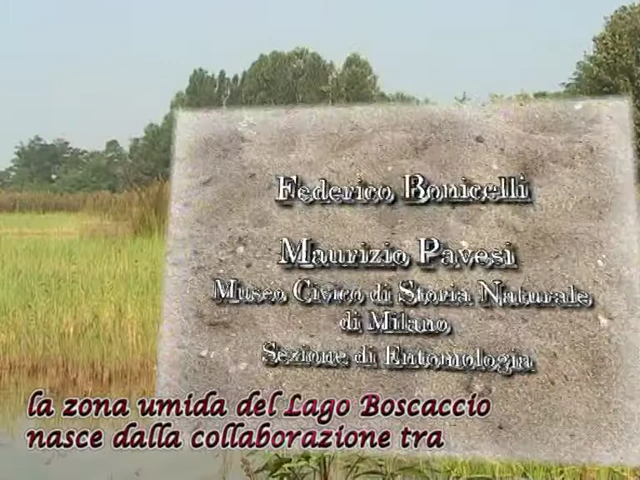 Federico Bonicelli
Maurizio Pavesi
Museo Civico di Storia Naturale
di Milano
Sezione di Entomologia
la zona umida del Lago Boscaccio
nasce dalla collaborazione tra